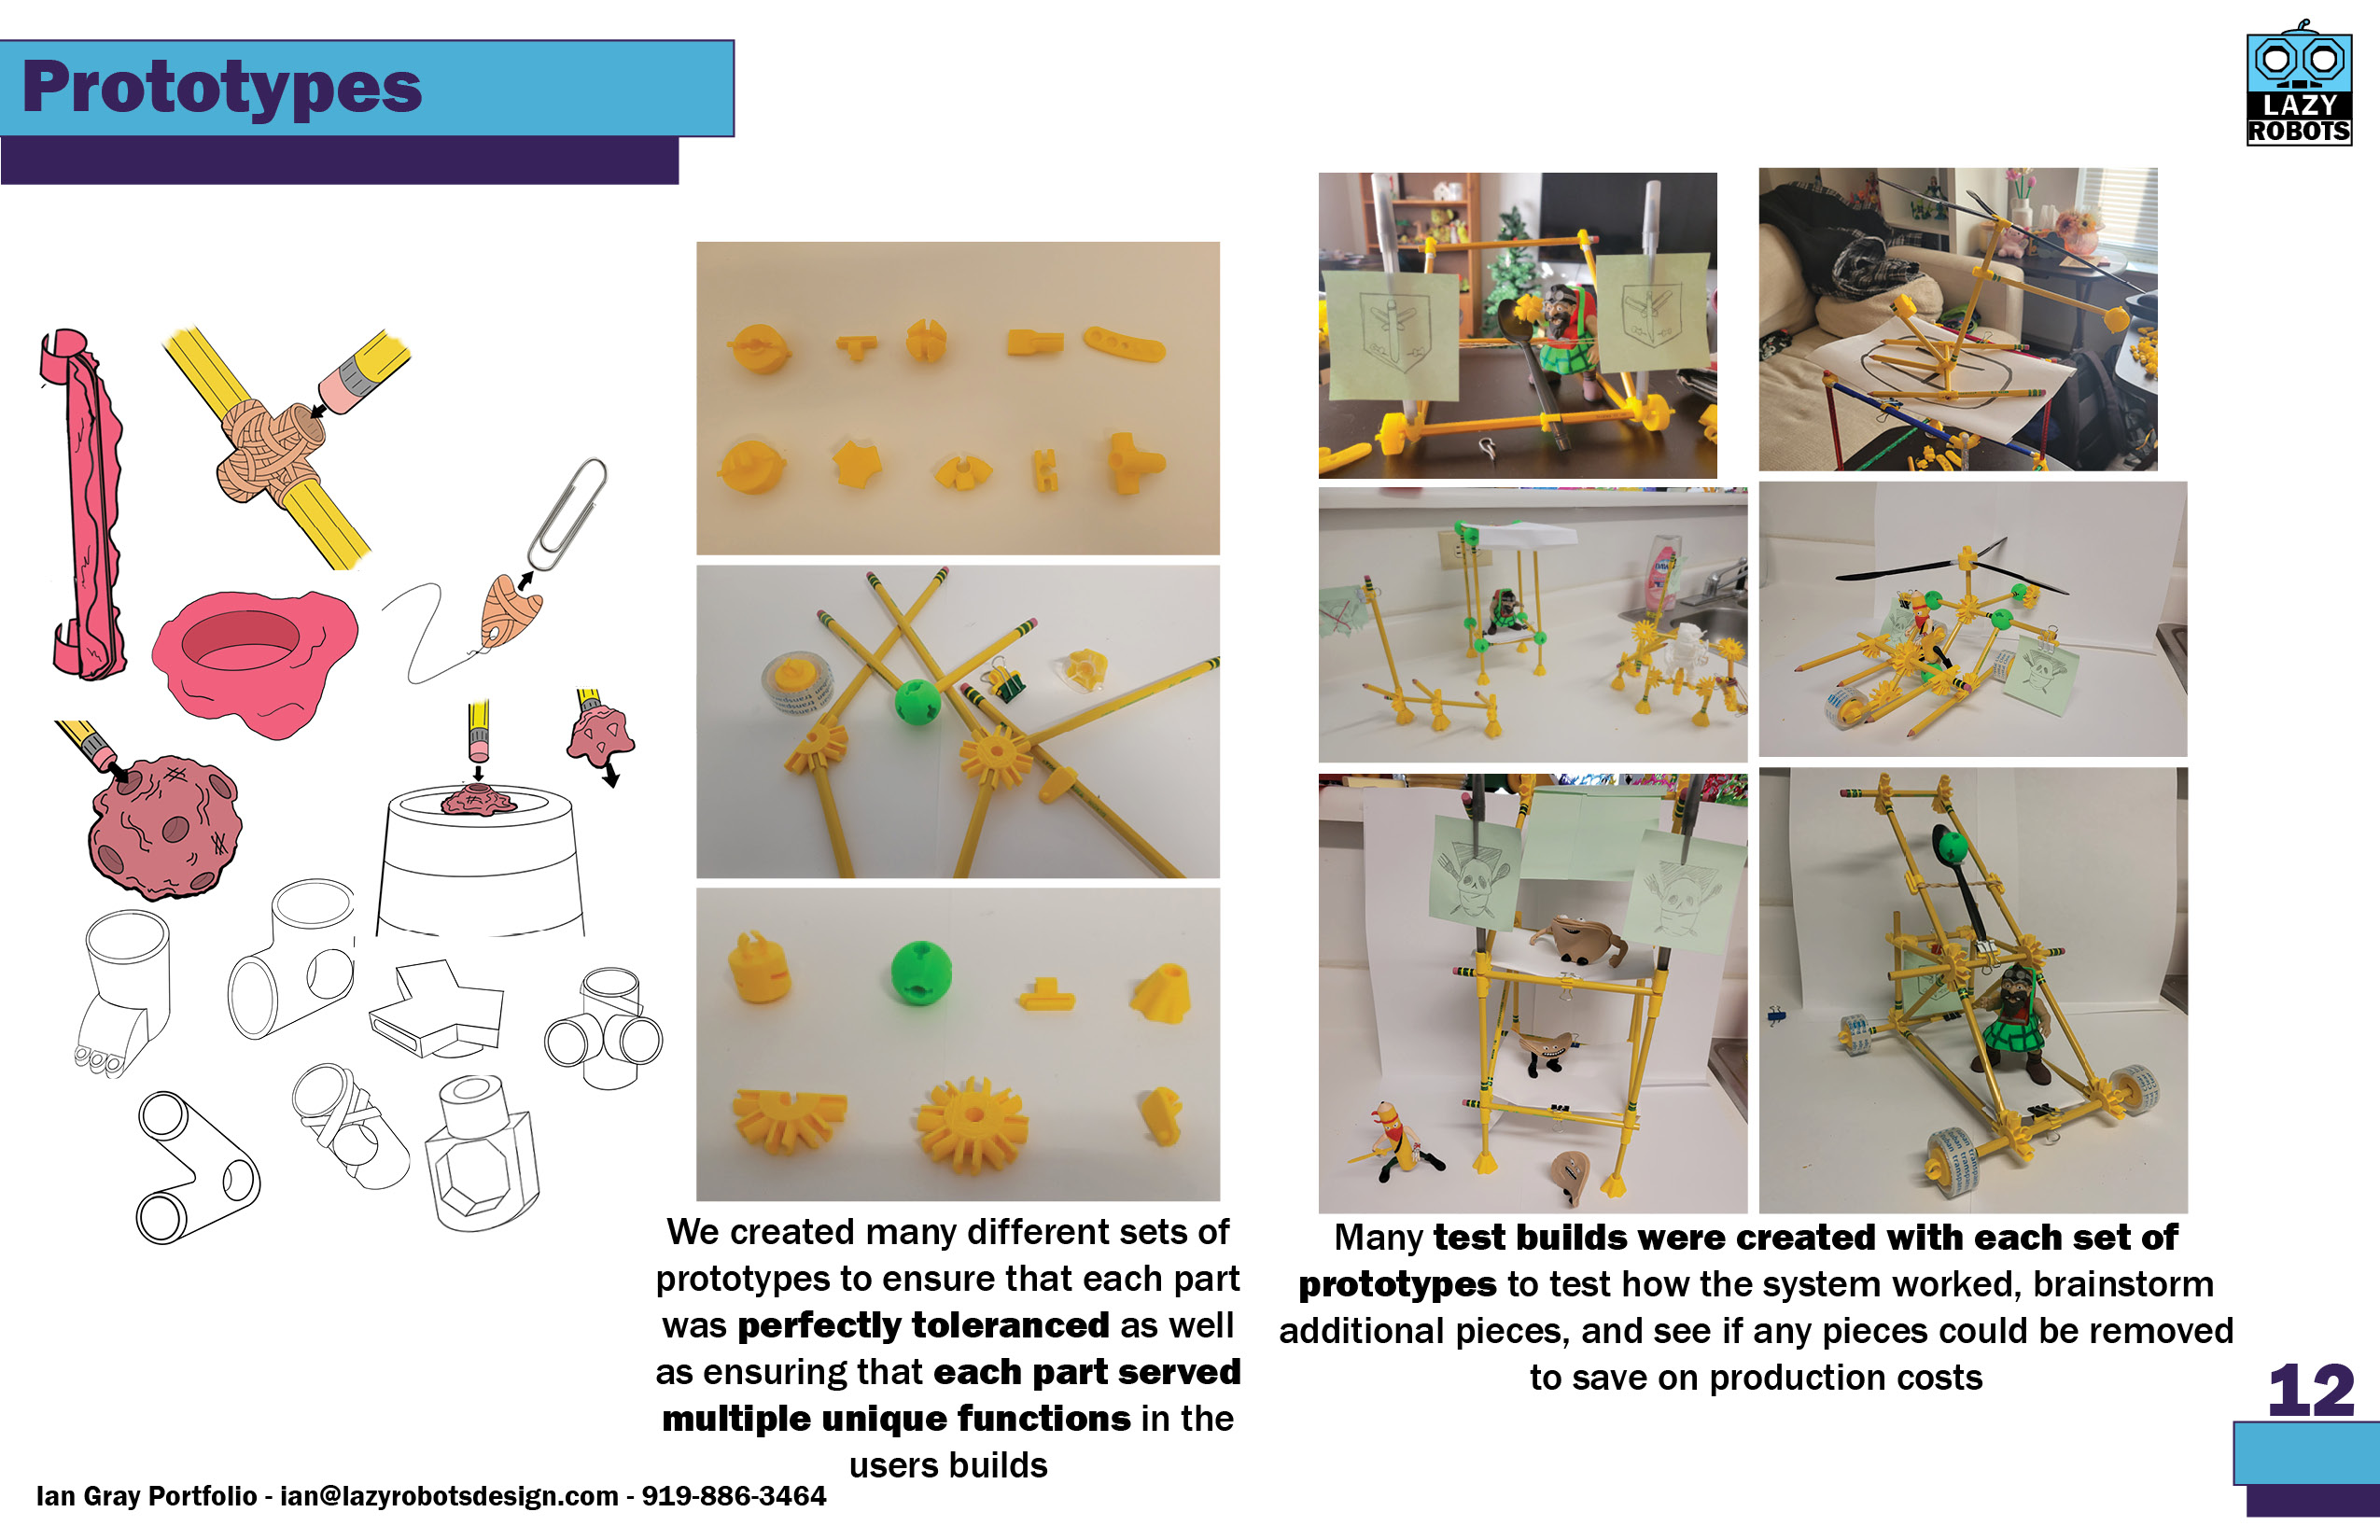 Prototypes
LAZY
ROBOTS
We created many different sets of
prototypes to ensure that each part
was perfectly toleranced as well
as ensuring that each part served
multiple unique functions in the
users builds
Many test builds were created with each set of
prototypes to test how the system worked, brainstorm
additional pieces, and see if any pieces could be removed
to save on production costs
12
Ian Gray Portfolio - ian@lazyrobotsdesign.com - 919-886-3464